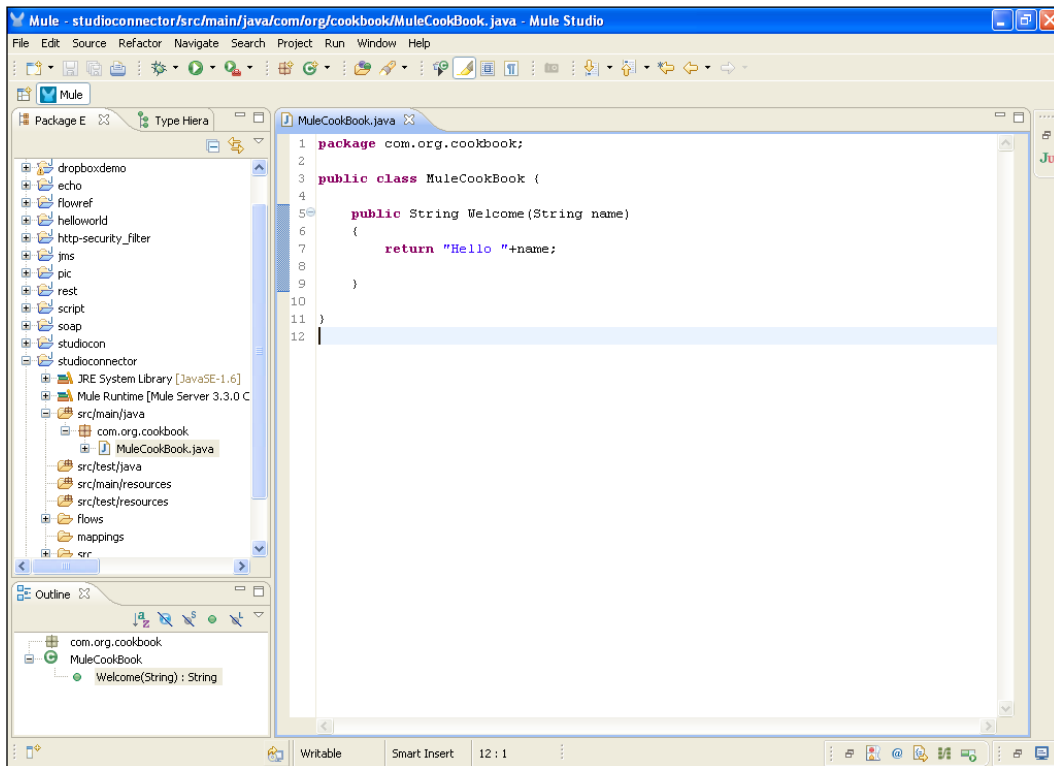 Mule - studioconnector/src/main/java/com/org/cookbook/MuleCookBook.java - Mule Studio
File Edit Source Refactor Navigate Search Project Run Window Help
Mule
Package E
Type Hiera
dropboxdemo
echo
flowref
helloworld
http-security_filter
jms
pic
rest
script
soap
studiocon
studioconnector
JRE System Library [JavaSE-1.6]
Mule Runtime [Mule Server 3.3.0 C
src/main/java
com.org.cookbook
MuleCookBook.java
src/test/java
src/main/resources
src/test/resources
flows
mappings
src
Outline
com.org.cookbook
MuleCookBook
Welcome(String) : String
MuleCookBook.java
1 package com.org.cookbook;
2
3 public class MuleCookBook {
4
5 public String Welcome(String name)
6 {
7 return "Hello "+name;
8
9 }
10
11 }
12
Ju
Writable Smart Insert 12 : 1